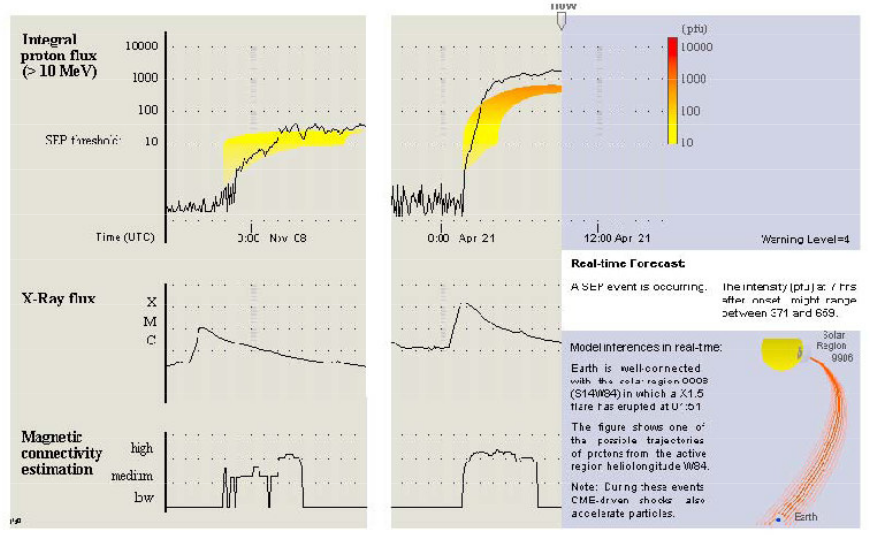 now
Integral
proton flux
(> 10 MeV)
10000
1000
100
SEP threshold:
10
(pfu)
10000
1000
100
10
Time (UTC)
3:00 Nov 08
0:00 Apr 21
12:00 Apr 21
Warning Level=4
Real-time Forecast:
A SEP event is occurring.
The intensity (pfu) at 7 hrs
after onset might range
between 371 and 659.
X-Ray flux
X
M
C
Model inferences in real-time:
Earth is well-connected
with the solar region
(S14W84) in which a X1.5
flare has erupted at 01:51
The figure shows one of
the possible trajectories
of protons from the active
region heliolongitude W84.
Note: During these events
CME-driven shocks also
accelerate particles.
Solar
Region
9906
Earth
Magnetic
connectivity
estimation
high
medium
low